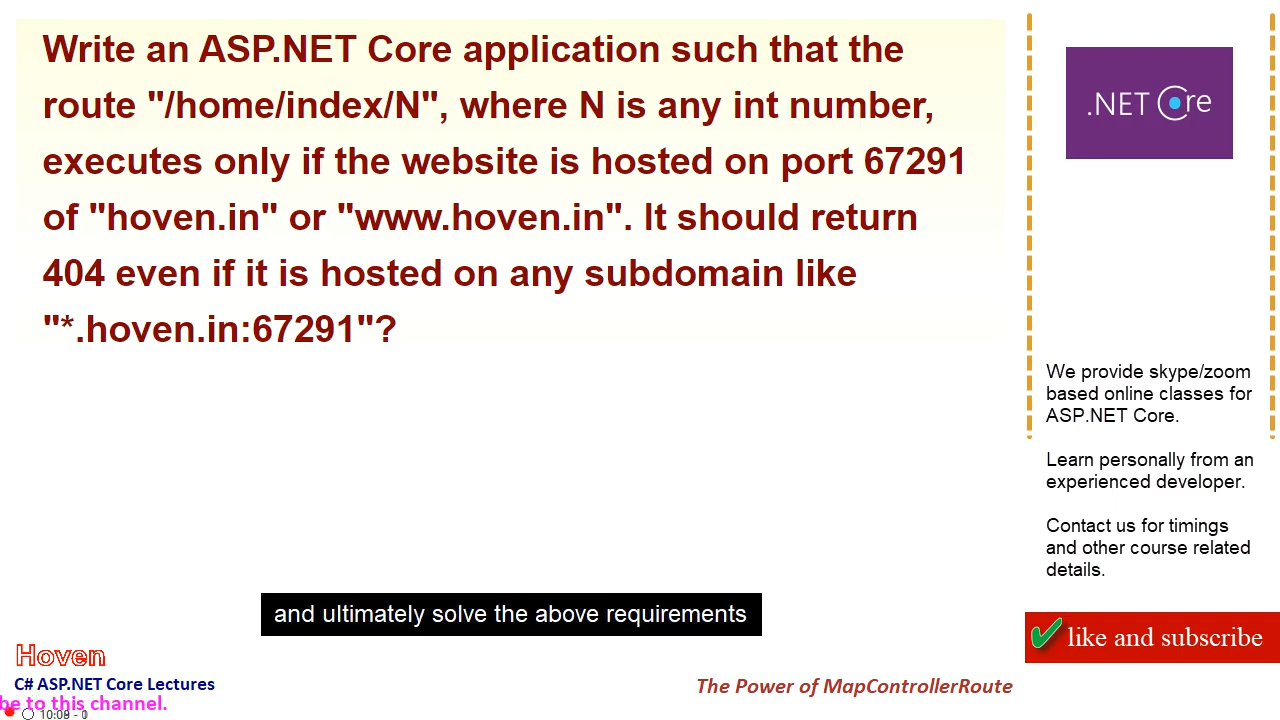 Write an ASP.NET Core application such that the
route "/home/index/N", where N is any int number,
executes only if the website is hosted on port 67291
of "hoven.in" or "www.hoven.in". It should return
404 even if it is hosted on any subdomain like
"*.hoven.in:67291"?
.NET Core
We provide skype/zoom
based online classes for
ASP.NET Core.
Learn personally from an
experienced developer.
Contact us for timings
and other course related
details.
and ultimately solve the above requirements
like and subscribe
Hoven
C# ASP.NET Core Lectures
The Power of MapControllerRoute
be to this channel.